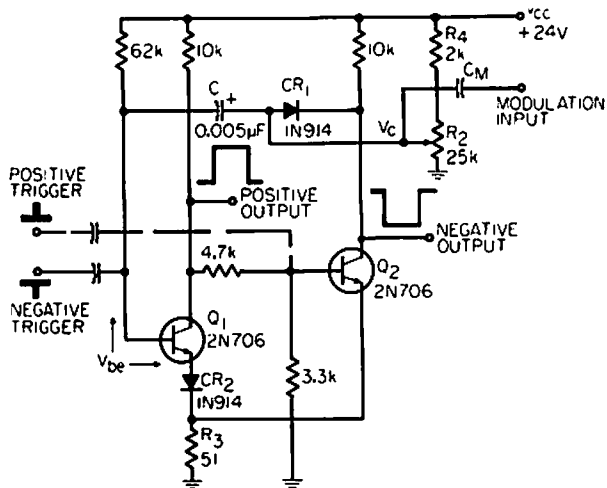 VCC
+24V
62k
10k
10k
R4
2k
C
+
CR1
CM
0.005µF
1N914
VC
MODULATION
INPUT
R2
25k
POSITIVE
TRIGGER
POSITIVE
OUTPUT
NEGATIVE
OUTPUT
4.7k
Q2
2N706
NEGATIVE
TRIGGER
Q1
2N706
Vbe
CR2
1N914
3.3k
R3
51